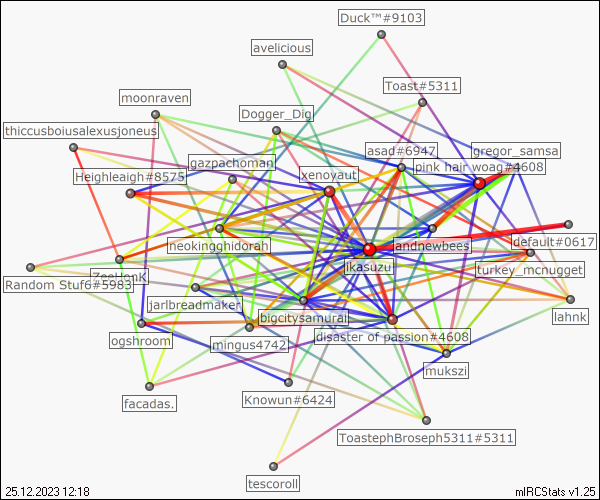 Duck™#9103
avelicious
Toast#5311
moonraven
Dogger_Dig
thiccusboiusalexusjoneus
asad#6947
gregor_samsa
gazpachoman
pink hair woag#4608
Heighleaigh#8575
xenoyaut
heokingghidorah
andnewbees
default#0617
ZeeHonK
ikasuzu
turkey_mcnugget
Random Stuf6#5983
jarlbreadmaker
bigcitysamurai
lahnk
ogshroom
mingus4742
disaster of passion#4608
mukszi
facadas.
Knowun#6424
ToastephBroseph5311#5311
tescoroll
25.12.2023 12:18
mIRCStats v1.25